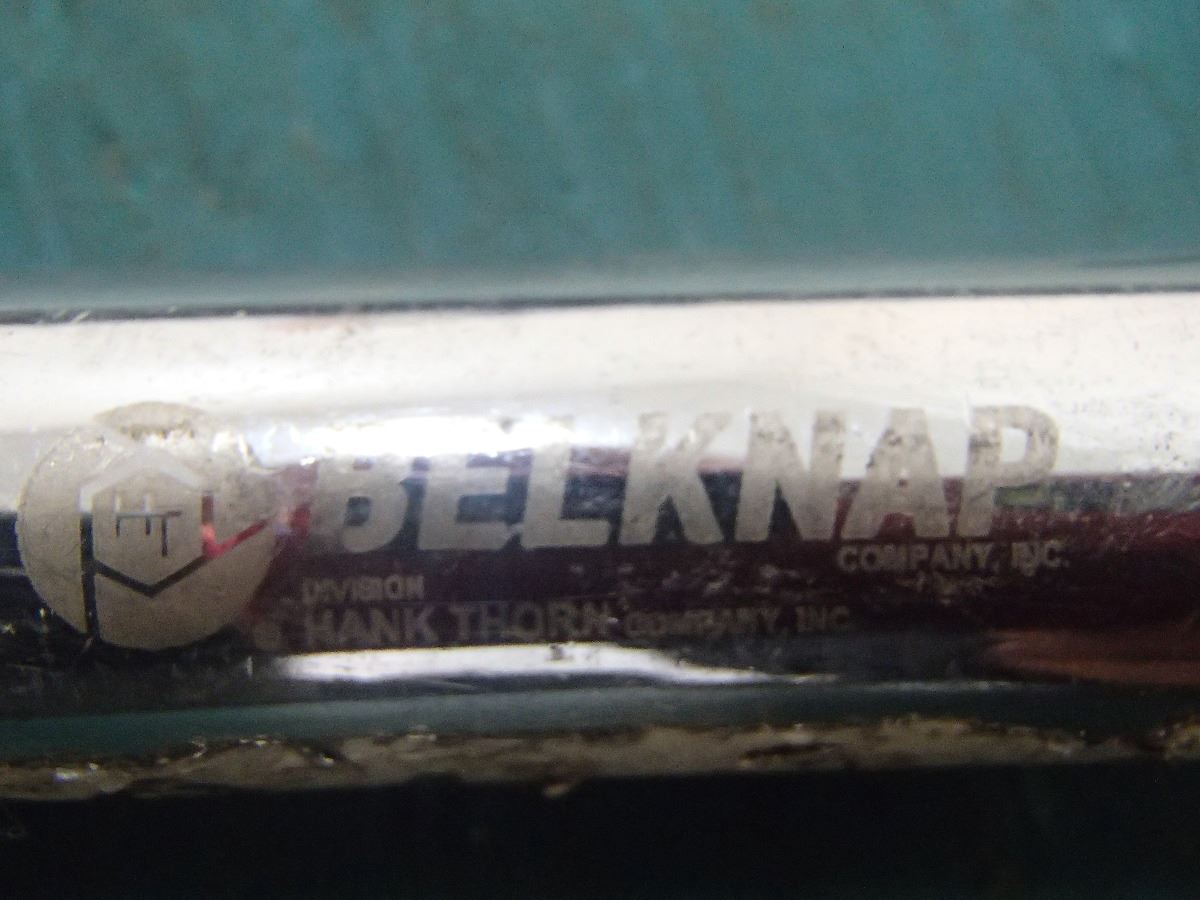 BELKNAP
COMPANY, INC.
DIVISION
HANK THORN COMPANY, INC